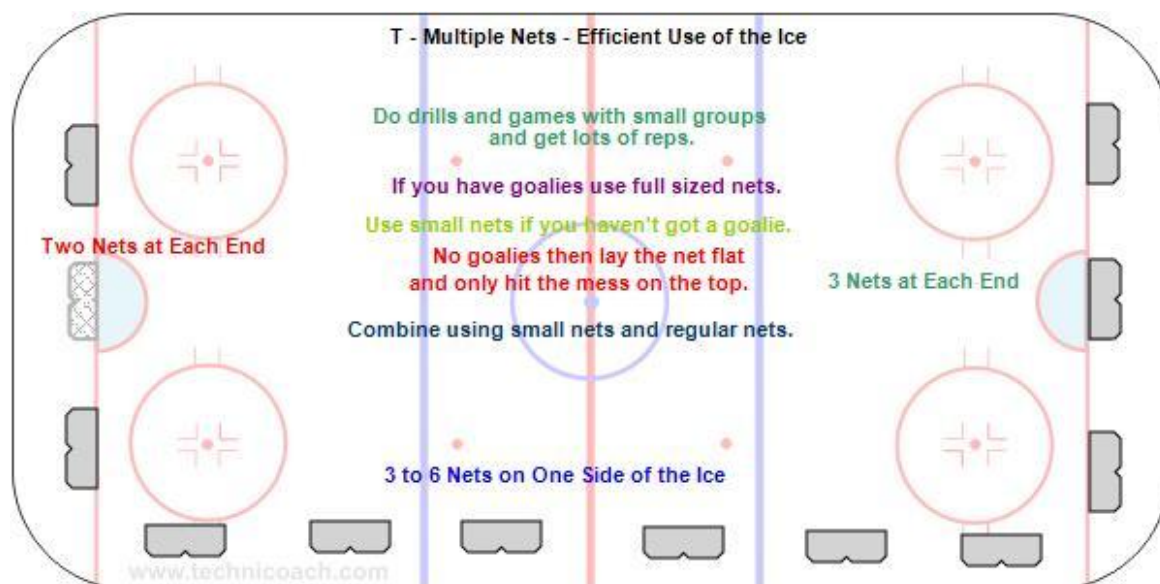 T - Multiple Nets - Efficient Use of the Ice
Do drills and games with small groups
and get lots of reps.
If you have goalies use full sized nets.
Use small nets if you haven't got a goalie.
Two Nets at Each End
No goalies then lay the net flat
and only hit the mess on the top.
3 Nets at Each End
Combine using small nets and regular nets.
3 to 6 Nets on One Side of the Ice
www.technicoach.com